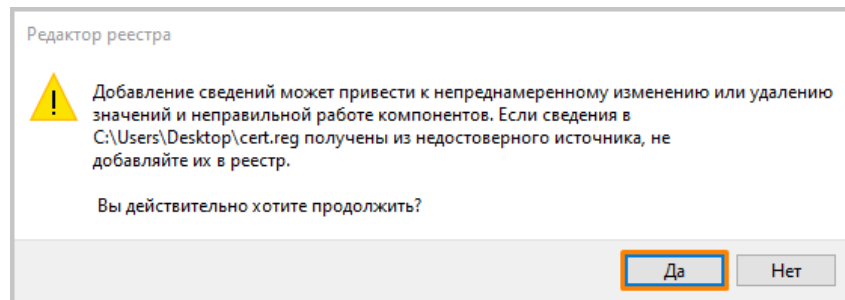 Редактор реестра
Добавление сведений может привести к непреднамеренному изменению или удалению
значений и неправильной работе компонентов. Если сведения в
C:\Users\Desktop\cert.reg получены из недостоверного источника, не
добавляйте их в реестр.
Вы действительно хотите продолжить?
Да Нет